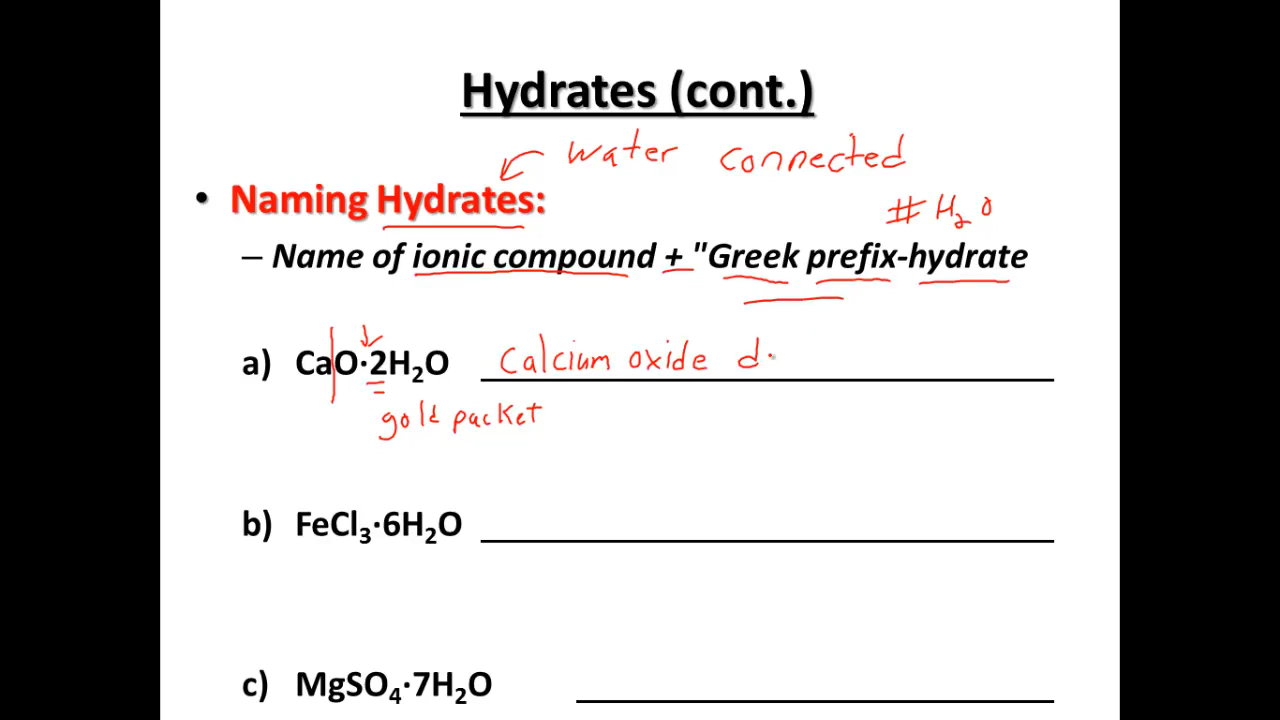 Hydrates (cont.)
water connected
• Naming Hydrates:
# H₂O
– Name of ionic compound + "Greek prefix-hydrate
a) CaO·2H₂O Calcium oxide d
gold packet
b) FeCl₃·6H₂O
c) MgSO₄·7H₂O